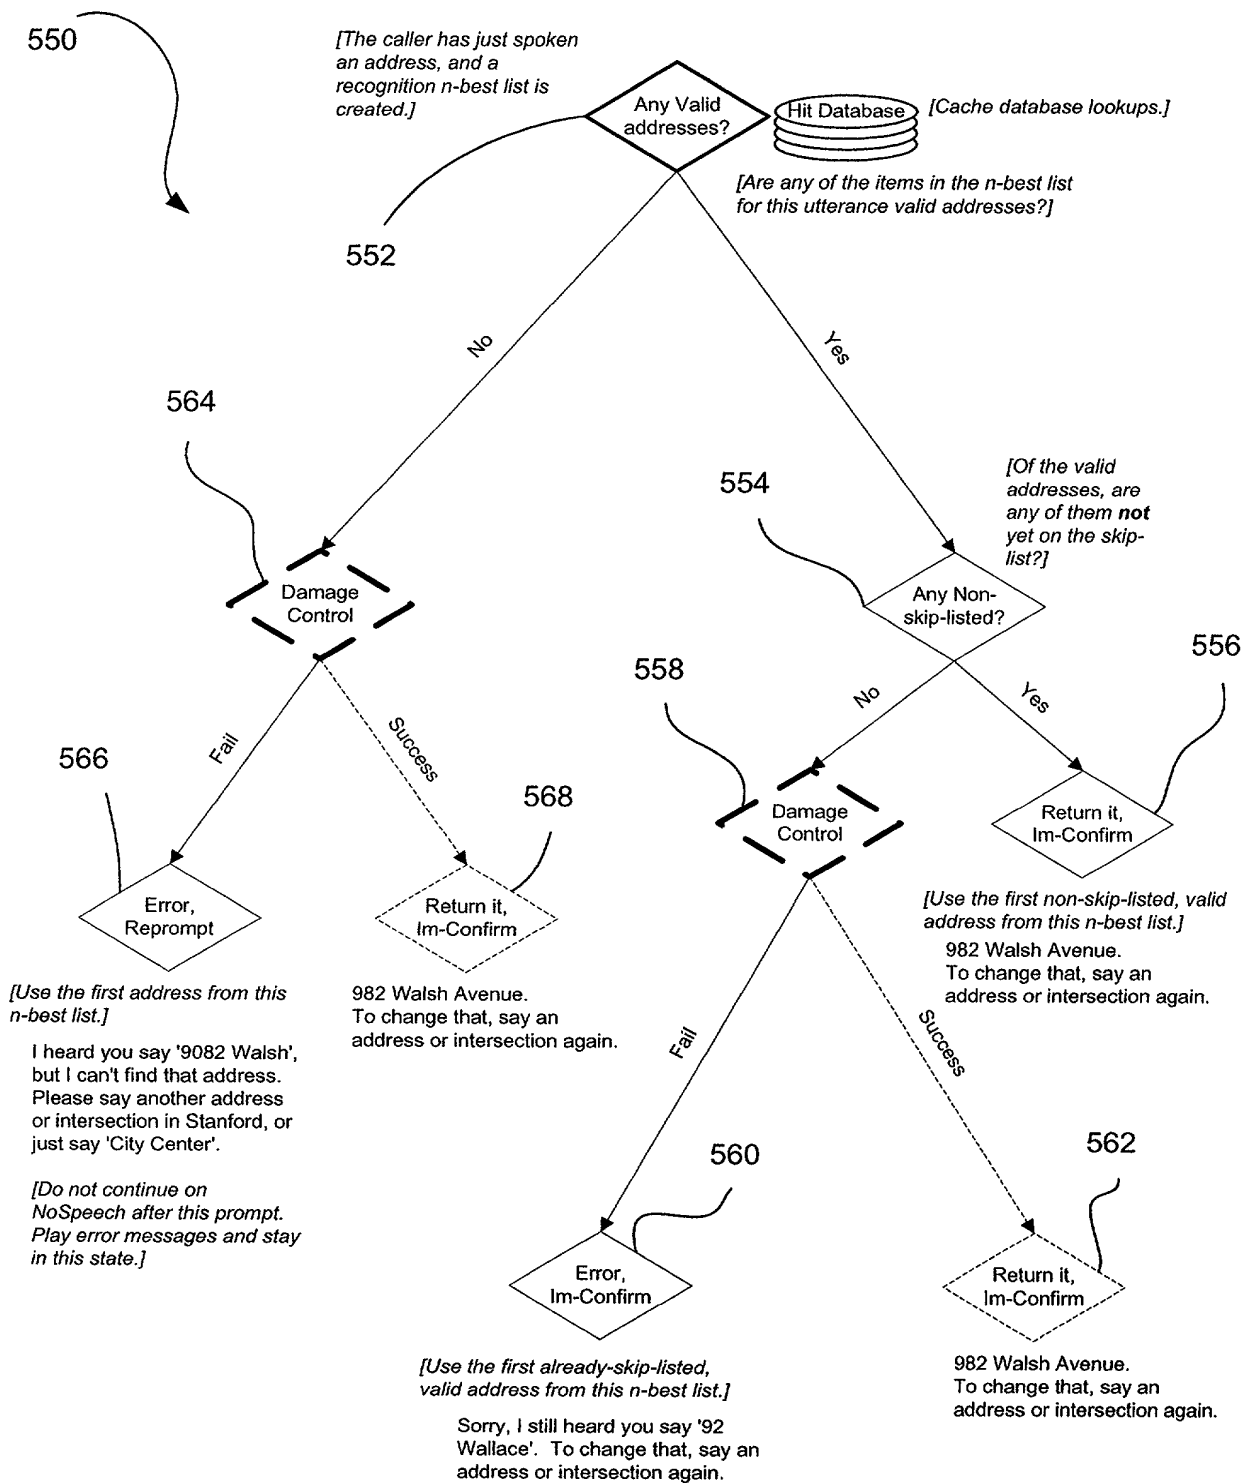 550
[The caller has just spoken
an address, and a
recognition n-best list is
created.]
Any Valid
addresses?
Hit Database
[Cache database lookups.]
[Are any of the items in the n-best list
for this utterance valid addresses?]
552
No
Yes
564
554
[Of the valid
addresses, are
any of them not
yet on the skip-
list?]
Damage
Control
Any Non-
skip-listed?
556
558
No
Yes
Fail
Success
566
568
Damage
Control
Return it,
Im-Confirm
Error,
Reprompt
Return it,
Im-Confirm
[Use the first non-skip-listed, valid
address from this n-best list.]
982 Walsh Avenue.
To change that, say an
address or intersection again.
[Use the first address from this
n-best list.]
I heard you say '9082 Walsh',
but I can't find that address.
Please say another address
or intersection in Stanford, or
just say 'City Center'.
[Do not continue on
NoSpeech after this prompt.
Play error messages and stay
in this state.]
982 Walsh Avenue.
To change that, say an
address or intersection again.
Fail
Success
560
562
Error,
Im-Confirm
Return it,
Im-Confirm
[Use the first already-skip-listed,
valid address from this n-best list.]
Sorry, I still heard you say '92
Wallace'. To change that, say an
address or intersection again.
982 Walsh Avenue.
To change that, say an
address or intersection again.